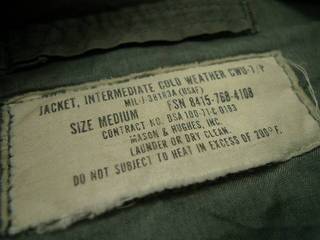 JACKET, INTERMEDIATE COLD WEATHER CWU-7/P
MIL-J-38183A (USAF)
SIZE MEDIUM FSN 8415-768-4108
CONTRACT NO. DSA 100-71-C-0163
MASON & HUGHES, INC.
LAUNDER OR DRY CLEAN.
DO NOT SUBJECT TO HEAT IN EXCESS OF 200° F.